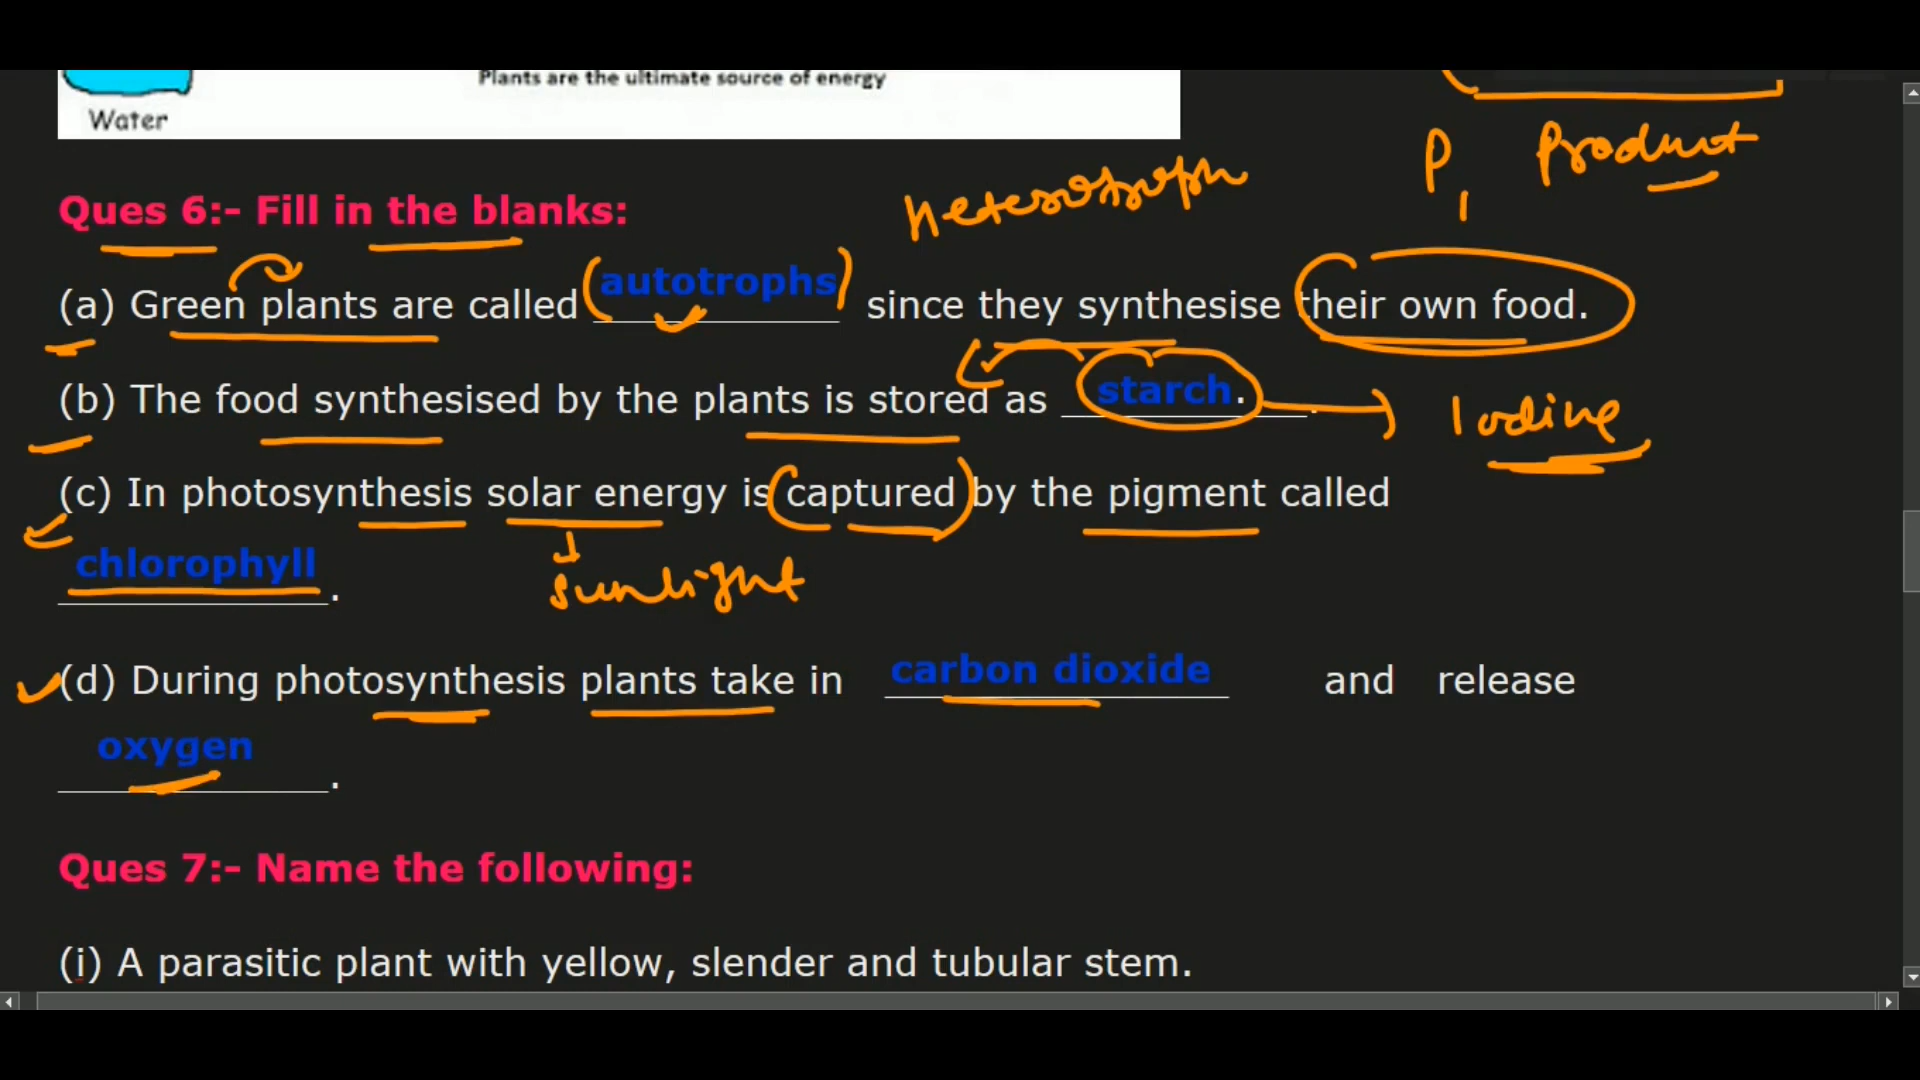 Plants are the ultimate source of energy
Water
P, Product
Ques 6:- Fill in the blanks:
heterotroph
(a) Green plants are called autotrophs since they synthesise their own food.
(b) The food synthesised by the plants is stored as starch. .
Iodine
(c) In photosynthesis solar energy is captured by the pigment called
chlorophyll.
sunlight
(d) During photosynthesis plants take in carbon dioxide and release
oxygen.
Ques 7:- Name the following:
(i) A parasitic plant with yellow, slender and tubular stem.